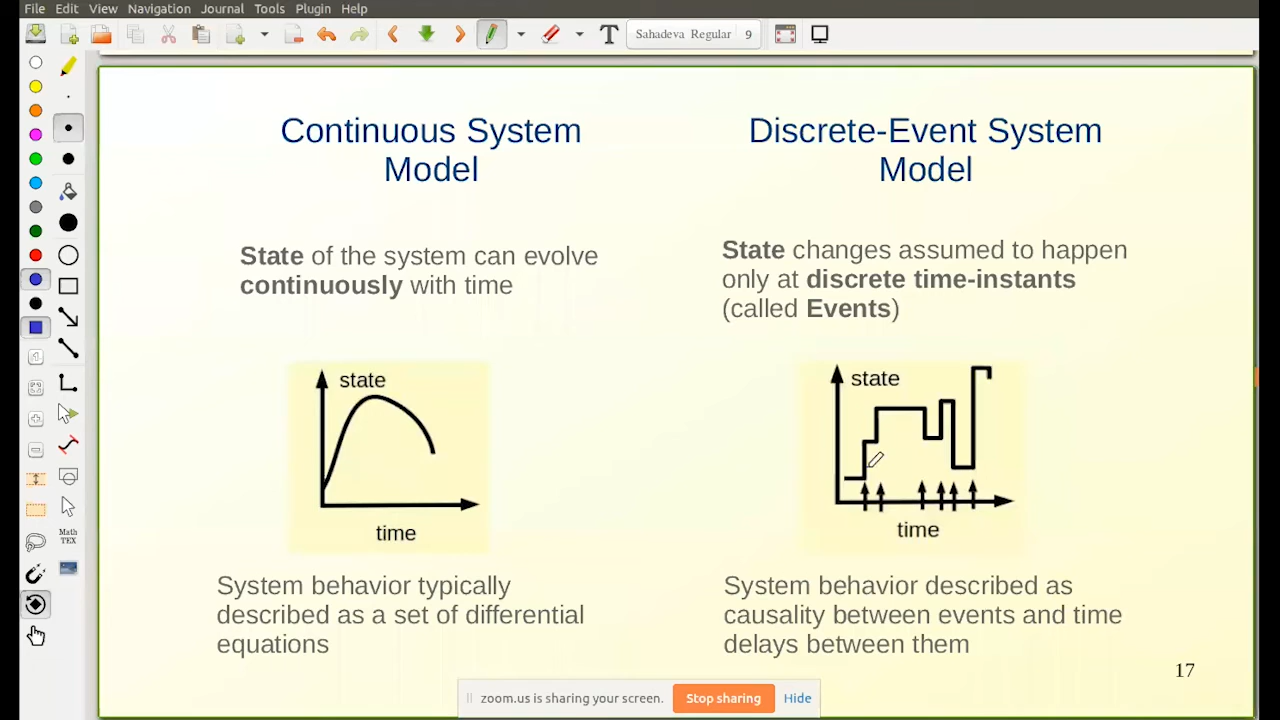 File Edit View Navigation Journal Tools Plugin Help
T Sahadeva Regular 9
Continuous System
Model
State of the system can evolve
continuously with time
state
time
System behavior typically
described as a set of differential
equations
Discrete-Event System
Model
State changes assumed to happen
only at discrete time-instants
(called Events)
state
time
System behavior described as
causality between events and time
delays between them
17
Math
TEX
zoom.us is sharing your screen. Stop sharing Hide